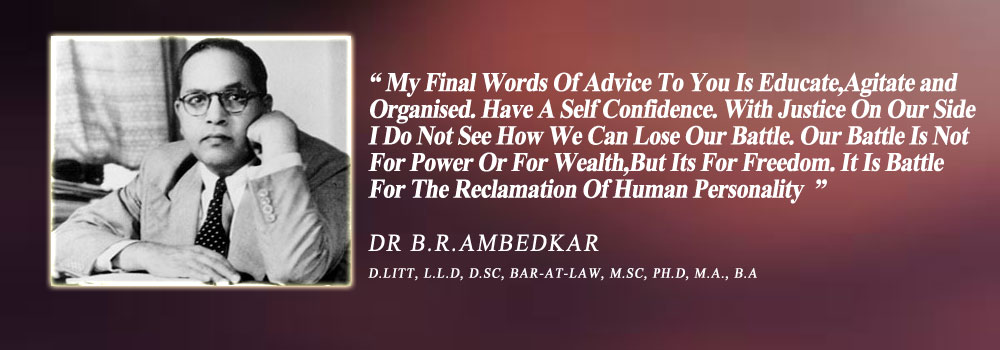 “ My Final Words Of Advice To You Is Educate,Agitate and
Organised. Have A Self Confidence. With Justice On Our Side
I Do Not See How We Can Lose Our Battle. Our Battle Is Not
For Power Or For Wealth,But Its For Freedom. It Is Battle
For The Reclamation Of Human Personality ”
DR B.R.AMBEDKAR
D.LITT, L.L.D, D.SC, BAR-AT-LAW, M.SC, PH.D, M.A., B.A